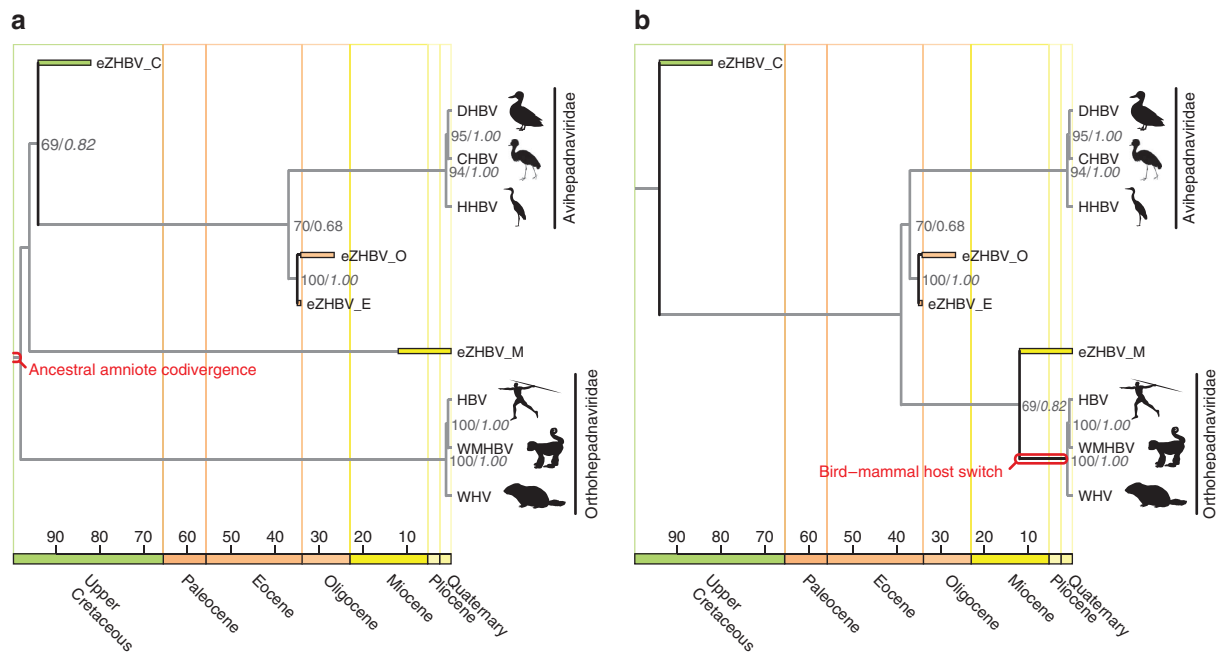 a
eZHBV_C
69/0.82
DHBV
95/1.00
CHBV
94/1.00
HHBV
Avihepadnaviridae
70/0.68
eZHBV_O
100/1.00
eZHBV_E
eZHBV_M
Ancestral amniote codivergence
HBV
100/1.00
WMHBV
100/1.00
WHV
Orthohepadnaviridae
90 80 70 60 50 40 30 20 10
Upper
Cretaceous
Paleocene
Eocene
Oligocene
Miocene
Pliocene
Quaternary
b
eZHBV_C
DHBV
95/1.00
CHBV
94/1.00
HHBV
Avihepadnaviridae
70/0.68
eZHBV_O
100/1.00
eZHBV_E
eZHBV_M
HBV
69/0.82
100/1.00
WMHBV
100/1.00
Bird–mammal host switch
WHV
Orthohepadnaviridae
90 80 70 60 50 40 30 20 10
Upper
Cretaceous
Paleocene
Eocene
Oligocene
Miocene
Pliocene
Quaternary